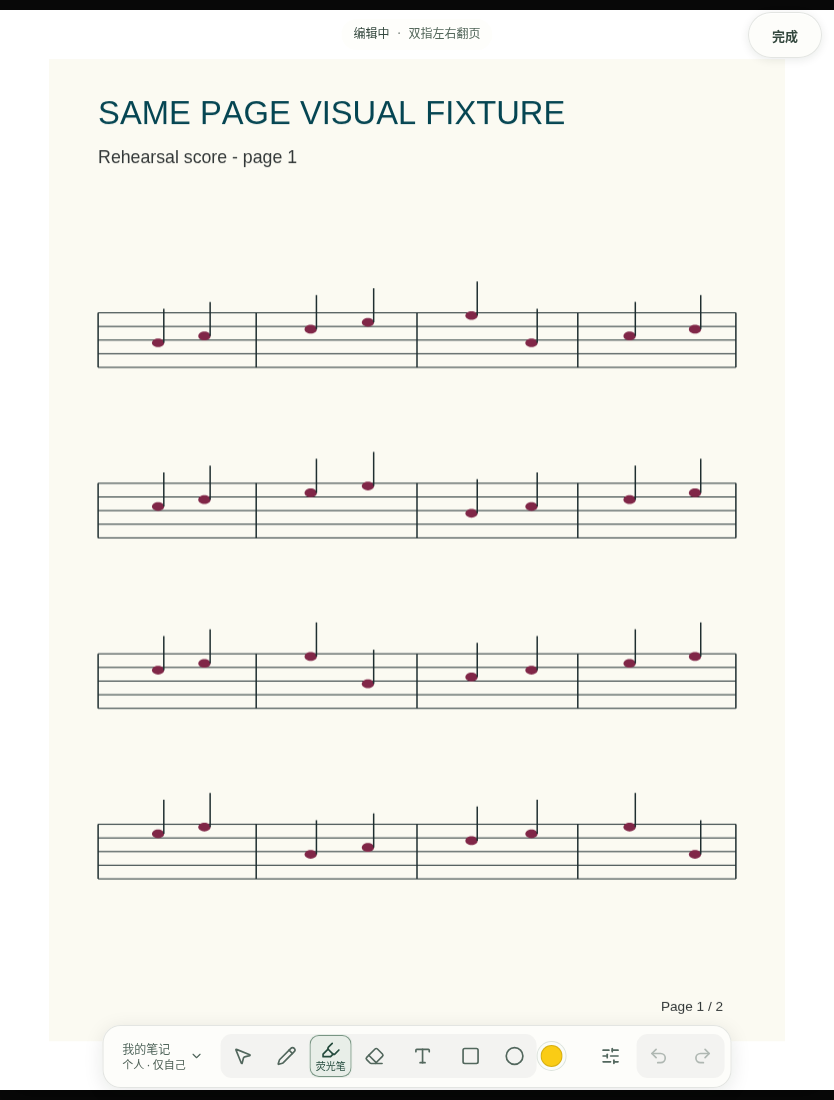 编辑中 · 双指左右翻页
完成
SAME PAGE VISUAL FIXTURE
Rehearsal score - page 1
Page 1 / 2
我的笔记
个人 · 仅自己
荧光笔